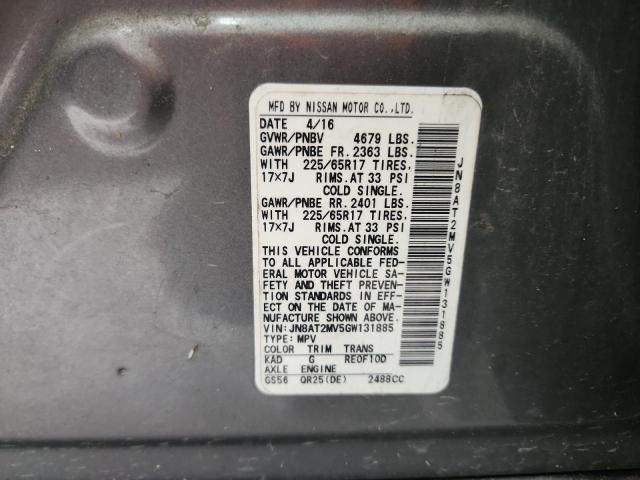 MFD BY NISSAN MOTOR CO.,LTD.
DATE 4/16
GVWR/PNBV 4679 LBS.
GAWR/PNBE FR. 2363 LBS.
WITH 225/65R17 TIRES,
17×7J RIMS.AT 33 PSI
COLD SINGLE.
GAWR/PNBE RR. 2401 LBS.
WITH 225/65R17 TIRES,
17×7J RIMS.AT 33 PSI
COLD SINGLE.
THIS VEHICLE CONFORMS
TO ALL APPLICABLE FED-
ERAL MOTOR VEHICLE SA-
FETY AND THEFT PREVEN-
TION STANDARDS IN EFF-
ECT ON THE DATE OF MA-
NUFACTURE SHOWN ABOVE.
VIN:JN8AT2MV5GW131885
TYPE:MPV
COLOR TRIM TRANS
KAD G RE0F10D
AXLE ENGINE
GS56 QR25(DE) 2488CC
JN8AT2MV5GW131885